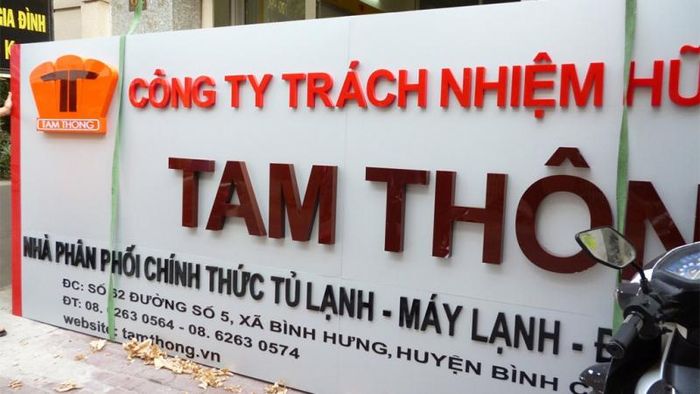 GIA ĐÌNH
TAM THONG
CÔNG TY TRÁCH NHIỆM HỮ
TAM THÔN
NHÀ PHÂN PHỐI CHÍNH THỨC TỦ LẠNH - MÁY LẠNH - Đ
ĐC: SỐ 62 ĐƯỜNG SỐ 5, XÃ BÌNH HƯNG, HUYỆN BÌNH C
ĐT: 08. 6263 0564 - 08. 6263 0574
website: tamthong.vn